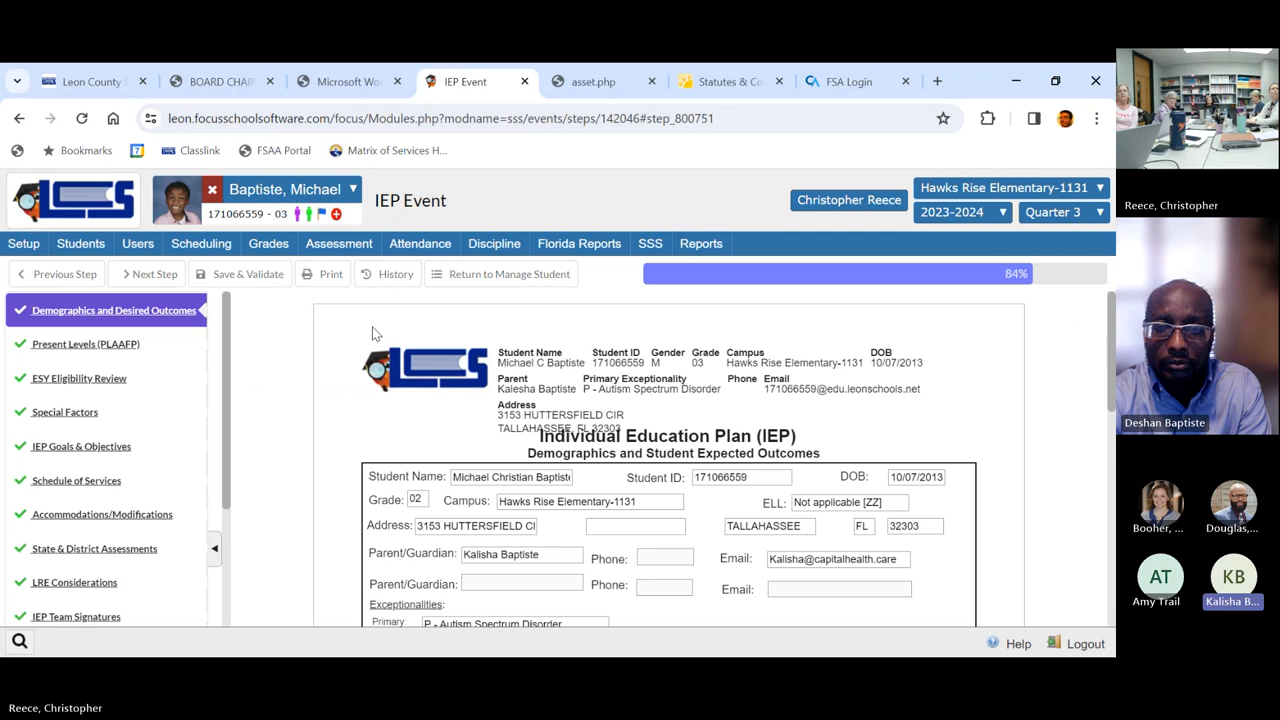 Leon County
BOARD CHAIR
Microsoft Wo
IEP Event
asset.php
Statutes & Co
FSA Login
leon.focusschoolsoftware.com/focus/Modules.php?modname=sss/events/steps/142046#step_800751
Bookmarks
7
Classlink
FSAA Portal
Matrix of Services H...
LCS
Baptiste, Michael
171066559 - 03
IEP Event
Christopher Reece
Hawks Rise Elementary-1131
2023-2024
Quarter 3
Setup Students Users Scheduling Grades Assessment Attendance Discipline Florida Reports SSS Reports
Previous Step
Next Step
Save & Validate
Print
History
Return to Manage Student
84%
Demographics and Desired Outcomes
Present Levels (PLAAFP)
ESY Eligibility Review
Special Factors
IEP Goals & Objectives
Schedule of Services
Accommodations/Modifications
State & District Assessments
LRE Considerations
IEP Team Signatures
LCS
Student Name Student ID Gender Grade Campus DOB
Michael C Baptiste 171066559 M 03 Hawks Rise Elementary-1131 10/07/2013
Parent Primary Exceptionality Phone Email
Kalesha Baptiste P - Autism Spectrum Disorder 171066559@edu.leonschools.net
Address
3153 HUTTERSFIELD CIR
TALLAHASSEE, FL 32303
Individual Education Plan (IEP)
Demographics and Student Expected Outcomes
Student Name: Michael Christian Baptiste Student ID: 171066559 DOB: 10/07/2013
Grade: 02 Campus: Hawks Rise Elementary-1131 ELL: Not applicable [ZZ]
Address: 3153 HUTTERSFIELD CI TALLAHASSEE FL 32303
Parent/Guardian: Kalisha Baptiste Phone: Email: Kalisha@capitalhealth.care
Parent/Guardian: Phone: Email:
Exceptionalities:
Primary P - Autism Spectrum Disorder
Help
Logout
Reece, Christopher
Deshan Baptiste
Booher, ...
Douglas,...
AT
Amy Trail
KB
Kalisha B...
Reece, Christopher